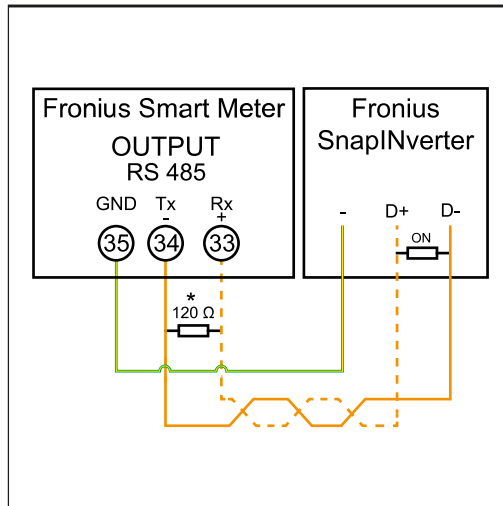 Fronius Smart Meter
OUTPUT
RS 485
GND Tx Rx
- +
35 34 33
*
120 Ω
Fronius
SnapINverter
- D+ D-
ON